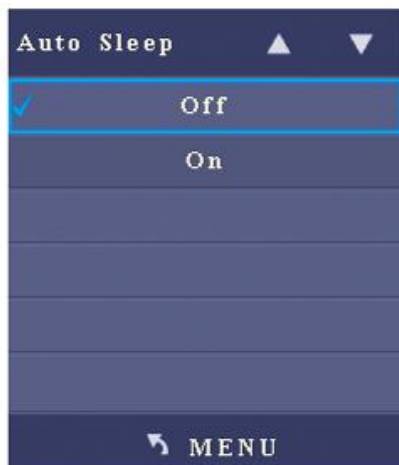 Auto Sleep ▲ ▼
✓ Off
On
MENU